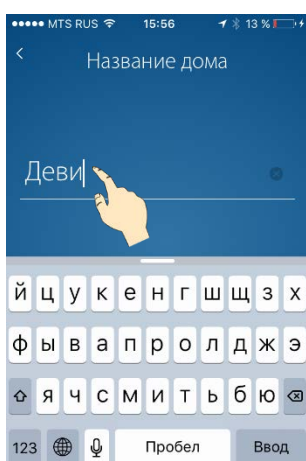 MTS RUS 15:56 13 %
Название дома
Деви
й ц у к е н г ш щ з х
ф ы в а п р о л д ж э
я ч с м и т ь б ю
123 Пробел Ввод